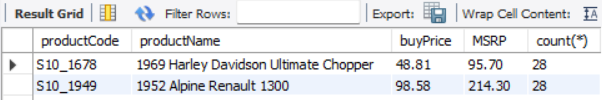 Result Grid Filter Rows: Export: Wrap Cell Content: IA
productCode productName buyPrice MSRP count(*)
S10_1678 1969 Harley Davidson Ultimate Chopper 48.81 95.70 28
S10_1949 1952 Alpine Renault 1300 98.58 214.30 28